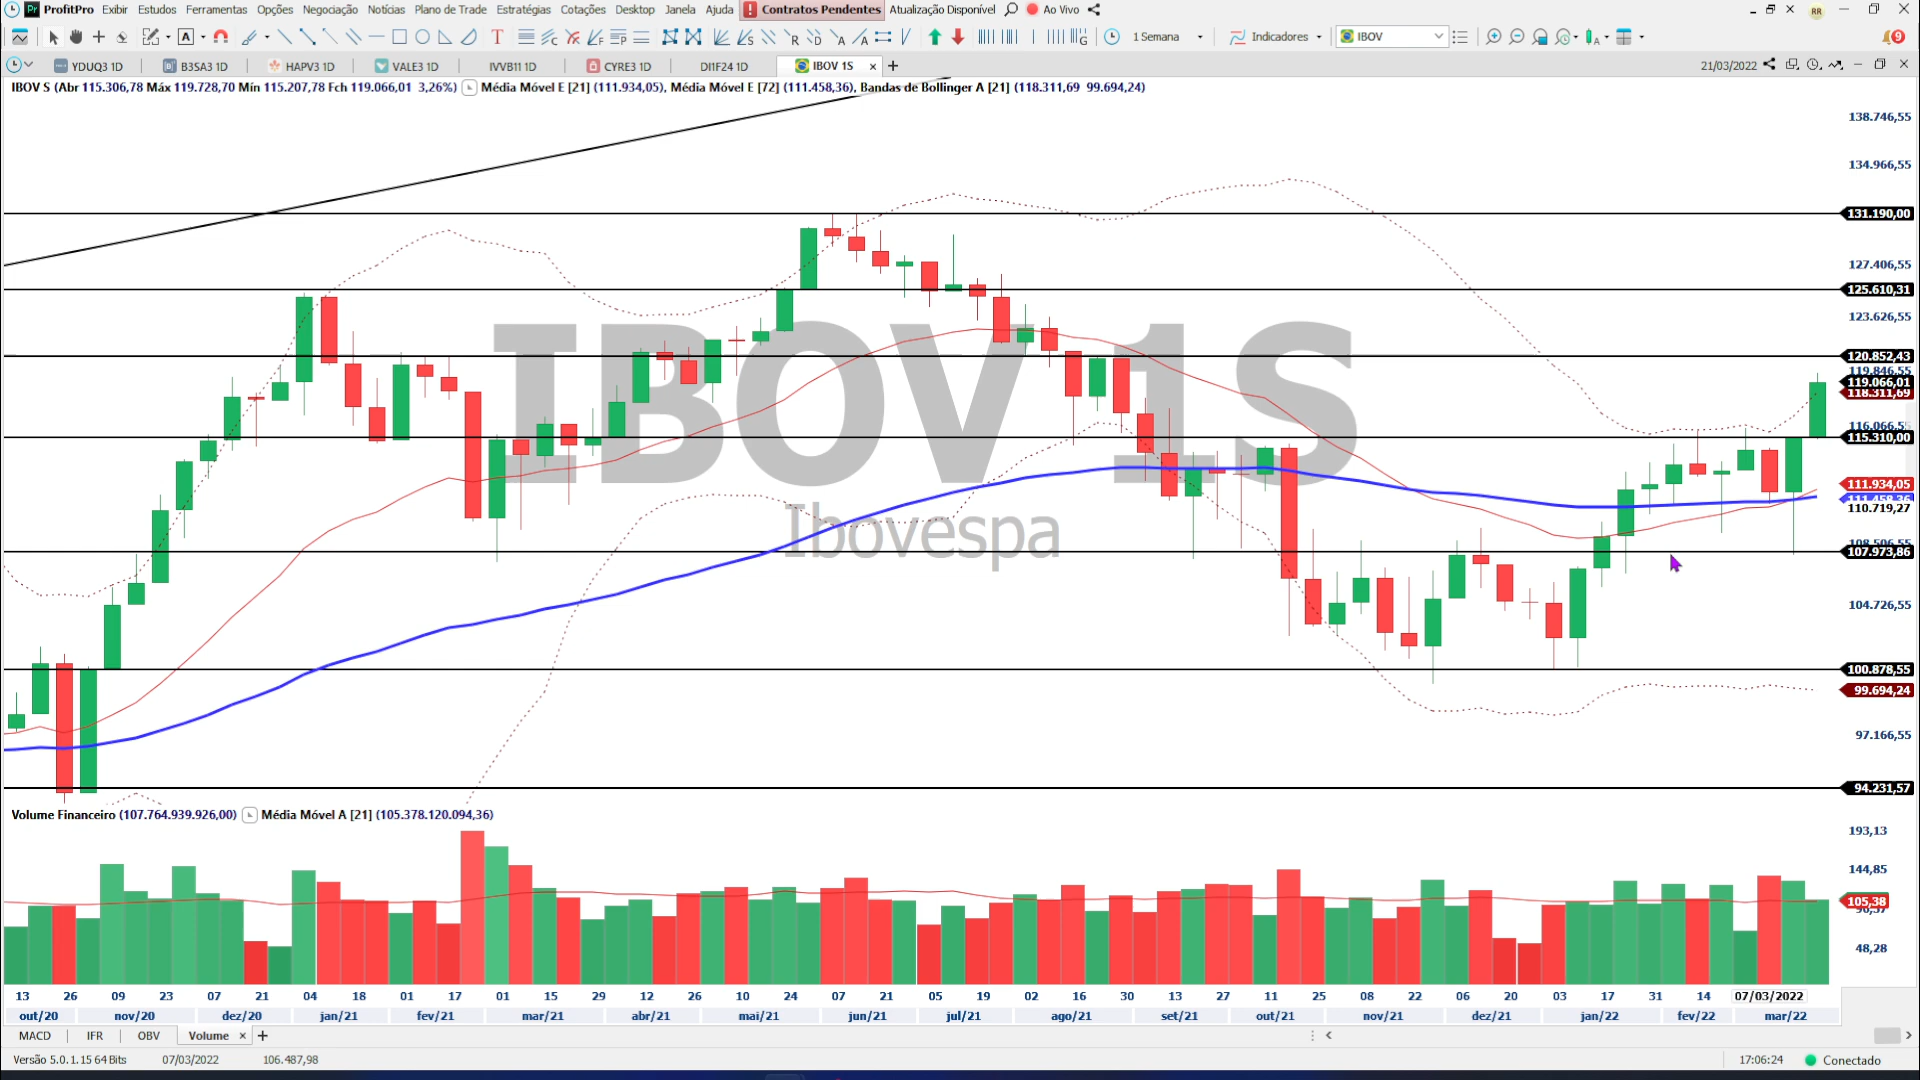 ProfitPro Exibir Estudos Ferramentas Opções Negociação Notícias Plano de Trade Estratégias Cotações Desktop Janela Ajuda Contratos Pendentes Atualização Disponível Ao Vivo RR
1 Semana Indicadores IBOV 9
YDUQ3 1D B3SA3 1D HAPV3 1D VALE3 1D IVVB11 1D CYRE3 1D DI1F24 1D IBOV 1S 21/03/2022
IBOV S (Abr 115.306,78 Máx 119.728,70 Mín 115.207,78 Fch 119.066,01 3,26%) Média Móvel E [21] (111.934,05), Média Móvel E [72] (111.458,36), Bandas de Bollinger A [21] (118.311,69 99.694,24)
138.746,55
134.966,55
131.190,00
127.406,55
125.610,31
123.626,55
120.852,43
119.846,55
119.066,01
118.311,69
116.066,55
115.310,00
111.934,05
111.458,36
110.719,27
107.973,86
104.726,55
100.878,55
99.694,24
97.166,55
94.231,57
IBOV 1S
Ibovespa
Volume Financeiro (107.764.939.926,00) Média Móvel A [21] (105.378.120.094,36)
193,13
144,85
105,38
48,28
13 26 09 23 07 21 04 18 01 17 01 15 29 12 26 10 24 07 21 05 19 02 16 30 13 27 11 25 08 22 06 20 03 17 31 14 07/03/2022
out/20 nov/20 dez/20 jan/21 fev/21 mar/21 abr/21 mai/21 jun/21 jul/21 ago/21 set/21 out/21 nov/21 dez/21 jan/22 fev/22 mar/22
MACD IFR OBV Volume
Versão 5.0.1.15 64 Bits 07/03/2022 106.487,98 17:06:24 Conectado